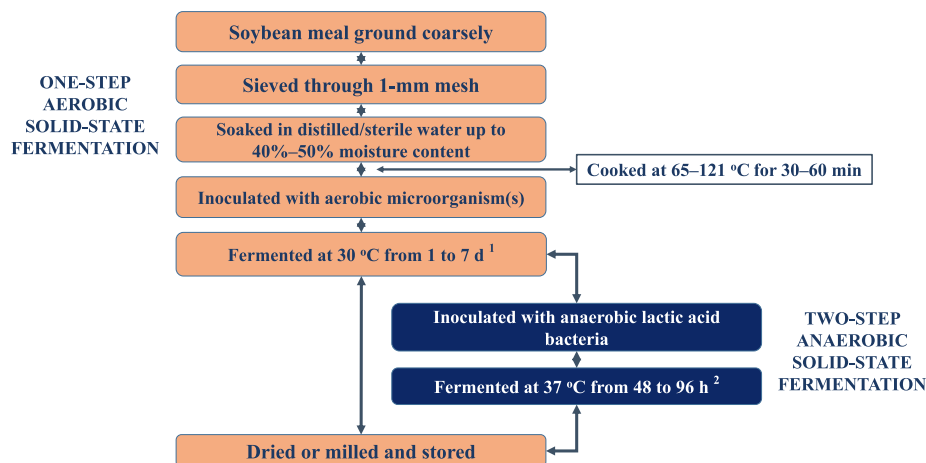 Soybean meal ground coarsely
ONE-STEP
AEROBIC
SOLID-STATE
FERMENTATION
Sieved through 1-mm mesh
Soaked in distilled/sterile water up to
40%–50% moisture content
Cooked at 65–121 ºC for 30–60 min
Inoculated with aerobic microorganism(s)
Fermented at 30 ºC from 1 to 7 d ¹
Inoculated with anaerobic lactic acid
bacteria
TWO-STEP
ANAEROBIC
SOLID-STATE
FERMENTATION
Fermented at 37 ºC from 48 to 96 h ²
Dried or milled and stored